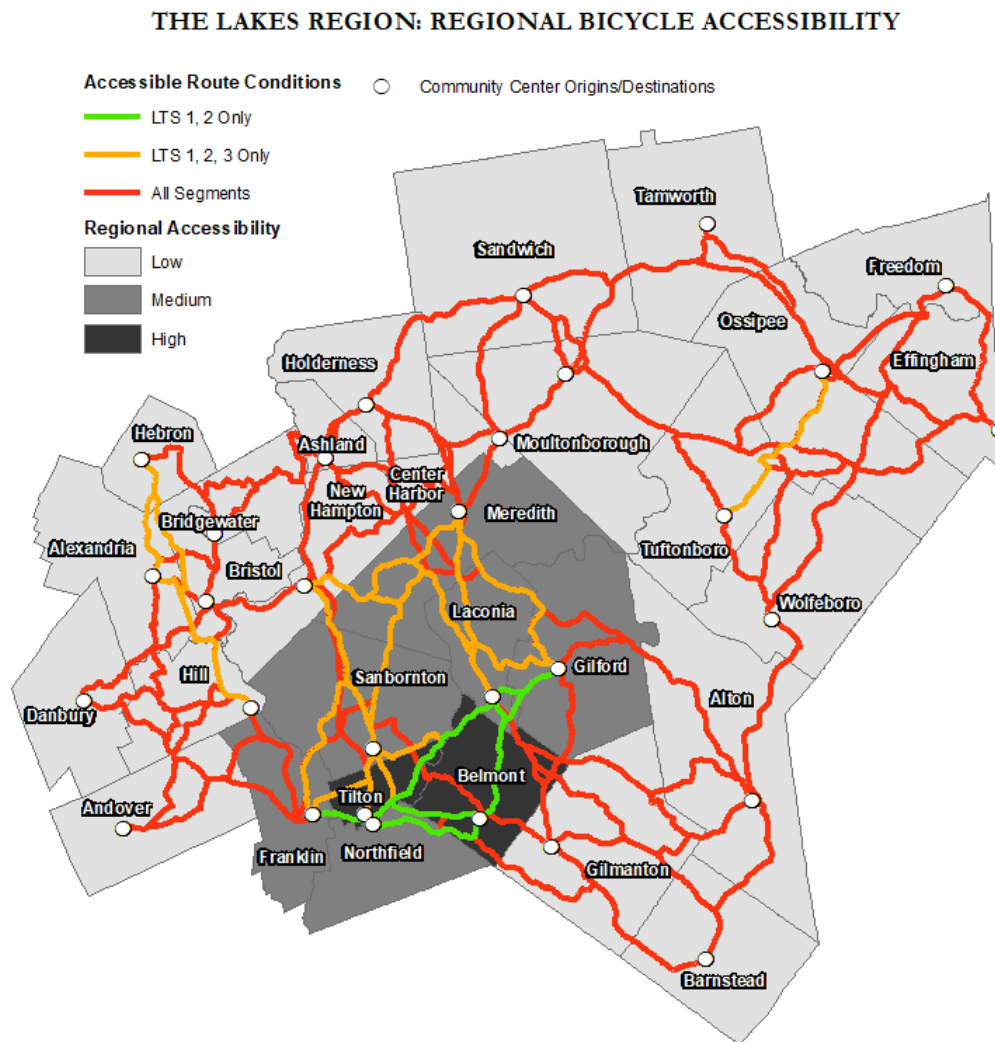 THE LAKES REGION: REGIONAL BICYCLE ACCESSIBILITY
Accessible Route Conditions
Community Center Origins/Destinations
LTS 1, 2 Only
LTS 1, 2, 3 Only
All Segments
Regional Accessibility
Low
Medium
High
Tamworth
Sandwich
Freedom
Ossipee
Effingham
Holderness
Hebron
Ashland
Moultonborough
Center
Harbor
New
Hampton
Meredith
Bridgewater
Alexandria
Tuftonboro
Bristol
Wolfeboro
Laconia
Gilford
Hill
Sanbornton
Alton
Danbury
Belmont
Tilton
Andover
Franklin
Northfield
Gilmanton
Barnstead